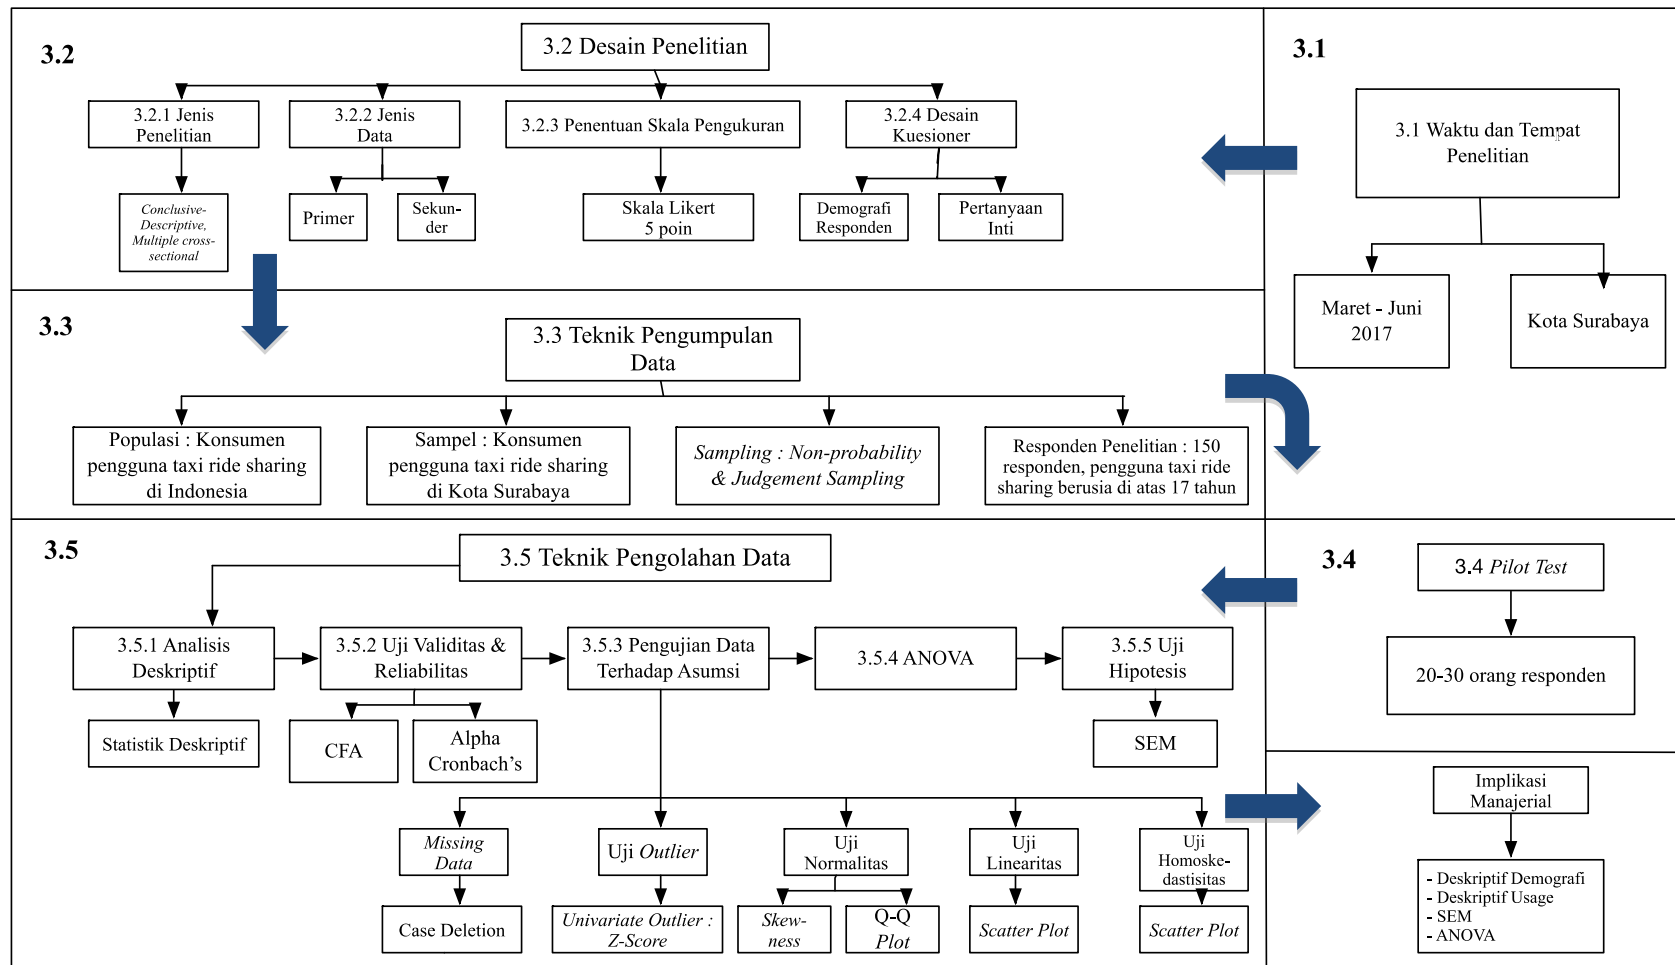 3.2
3.2 Desain Penelitian
3.2.1 Jenis
Penelitian
3.2.2 Jenis
Data
3.2.3 Penentuan Skala Pengukuran
3.2.4 Desain
Kuesioner
Conclusive-
Descriptive,
Multiple cross-
sectional
Primer
Sekun-
der
Skala Likert
5 poin
Demografi
Responden
Pertanyaan
Inti
3.1
3.1 Waktu dan Tempat
Penelitian
Maret - Juni
2017
Kota Surabaya
3.3
3.3 Teknik Pengumpulan
Data
Populasi : Konsumen
pengguna taxi ride sharing
di Indonesia
Sampel : Konsumen
pengguna taxi ride sharing
di Kota Surabaya
Sampling : Non-probability
& Judgement Sampling
Responden Penelitian : 150
responden, pengguna taxi ride
sharing berusia di atas 17 tahun
3.4
3.4 Pilot Test
20-30 orang responden
3.5
3.5 Teknik Pengolahan Data
3.5.1 Analisis
Deskriptif
3.5.2 Uji Validitas &
Reliabilitas
3.5.3 Pengujian Data
Terhadap Asumsi
3.5.4 ANOVA
3.5.5 Uji
Hipotesis
Statistik Deskriptif
CFA
Alpha
Cronbach's
SEM
Missing
Data
Uji Outlier
Uji
Normalitas
Uji
Linearitas
Uji
Homoske-
dastisitas
Case Deletion
Univariate Outlier :
Z-Score
Skew-
ness
Q-Q
Plot
Scatter Plot
Scatter Plot
Implikasi
Manajerial
- Deskriptif Demografi
- Deskriptif Usage
- SEM
- ANOVA